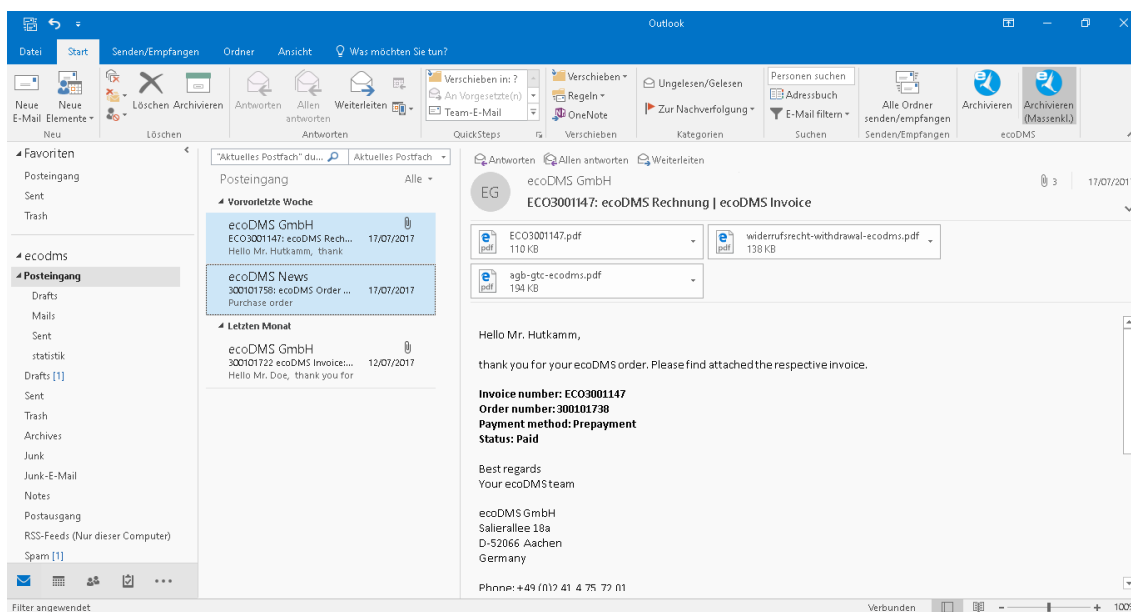 Outlook
Datei Start Senden/Empfangen Ordner Ansicht Was möchten Sie tun?
Neue E-Mail
Neue Elemente
Löschen
Archivieren
Antworten
Allen antworten
Weiterleiten
Verschieben in: ?
An Vorgesetzte(n)
Team-E-Mail
Verschieben
Regeln
OneNote
Ungelesen/Gelesen
Zur Nachverfolgung
Personen suchen
Adressbuch
E-Mail filtern
Alle Ordner senden/empfangen
Archivieren
Archivieren (Massenkl.)
Neu Löschen Antworten QuickSteps Verschieben Kategorien Suchen Senden/Empfangen ecoDMS
Favoriten
Posteingang
Sent
Trash
ecodms
Posteingang
Drafts
Mails
Sent
statistik
Drafts [1]
Sent
Trash
Archives
Junk
Junk-E-Mail
Notes
Postausgang
RSS-Feeds (Nur dieser Computer)
Spam [1]
"Aktuelles Postfach" du... Aktuelles Postfach
Posteingang Alle
Vorvorletzte Woche
ecoDMS GmbH
ECO3001147: ecoDMS Rech... 17/07/2017
Hello Mr. Hutkamm, thank
ecoDMS News
300101758: ecoDMS Order ... 17/07/2017
Purchase order
Letzten Monat
ecoDMS GmbH
300101722 ecoDMS Invoice:... 12/07/2017
Hello Mr. Doe, thank you for
Antworten Allen antworten Weiterleiten
EG
ecoDMS GmbH
3 17/07/2017
ECO3001147: ecoDMS Rechnung | ecoDMS Invoice
pdf
ECO3001147.pdf
110 KB
pdf
widerrufsrecht-withdrawal-ecodms.pdf
138 KB
pdf
agb-gtc-ecodms.pdf
194 KB
Hello Mr. Hutkamm,
thank you for your ecoDMS order. Please find attached the respective invoice.
Invoice number: ECO3001147
Order number: 300101738
Payment method: Prepayment
Status: Paid
Best regards
Your ecoDMS team
ecoDMS GmbH
Salierallee 18a
D-52066 Aachen
Germany
Phone: +49 (0)2 41 4 75 72 01
Filter angewendet
Verbunden
100%